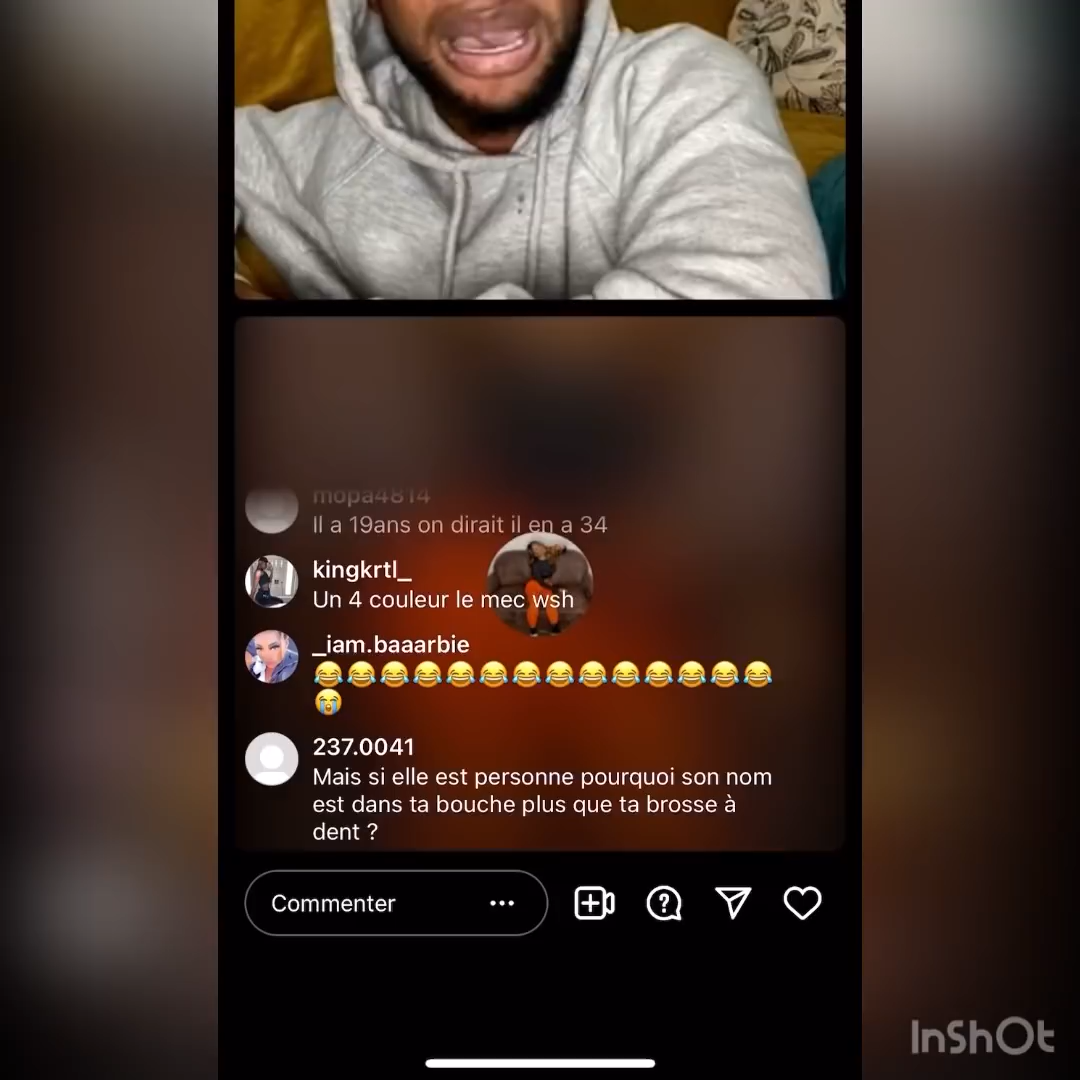 mopa4814
Il a 19ans on dirait il en a 34
kingkrtl_
Un 4 couleur le mec wsh
_iam.baaarbie
😂😂😂😂😂😂😂😂😂😂😂😂😂😂
😭
237.0041
Mais si elle est personne pourquoi son nom
est dans ta bouche plus que ta brosse à
dent ?
Commenter
InShOt